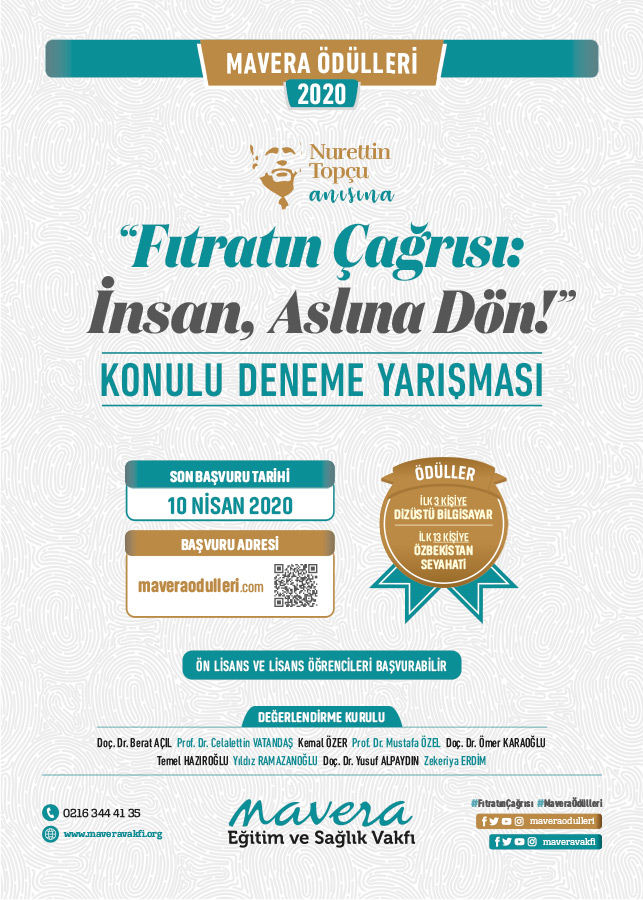 MAVERA ÖDÜLLERİ
2020
Nurettin
Topçu
anısına
“Fıtratın Çağrısı:
İnsan, Aslına Dön!”
KONULU DENEME YARIŞMASI
SON BAŞVURU TARİHİ
10 NİSAN 2020
BAŞVURU ADRESİ
maveraodulleri.com
ÖDÜLLER
İLK 3 KİŞİYE
DİZÜSTÜ BİLGİSAYAR
İLK 13 KİŞİYE
ÖZBEKİSTAN
SEYAHATİ
ÖN LİSANS VE LİSANS ÖĞRENCİLERİ BAŞVURABİLİR
DEĞERLENDİRME KURULU
Doç. Dr. Berat AÇIL Prof. Dr. Celalettin VATANDAŞ Kemal ÖZER Prof. Dr. Mustafa ÖZEL Doç. Dr. Ömer KARAOĞLU
Temel HAZIROĞLU Yıldız RAMAZANOĞLU Doç. Dr. Yusuf ALPAYDIN Zekeriya ERDİM
0216 344 41 35
www.maveravakfi.org
mavera
Eğitim ve Sağlık Vakfı
#FıtratınÇağrısı #MaveraÖdülleri
maveraodulleri
maveravakfi